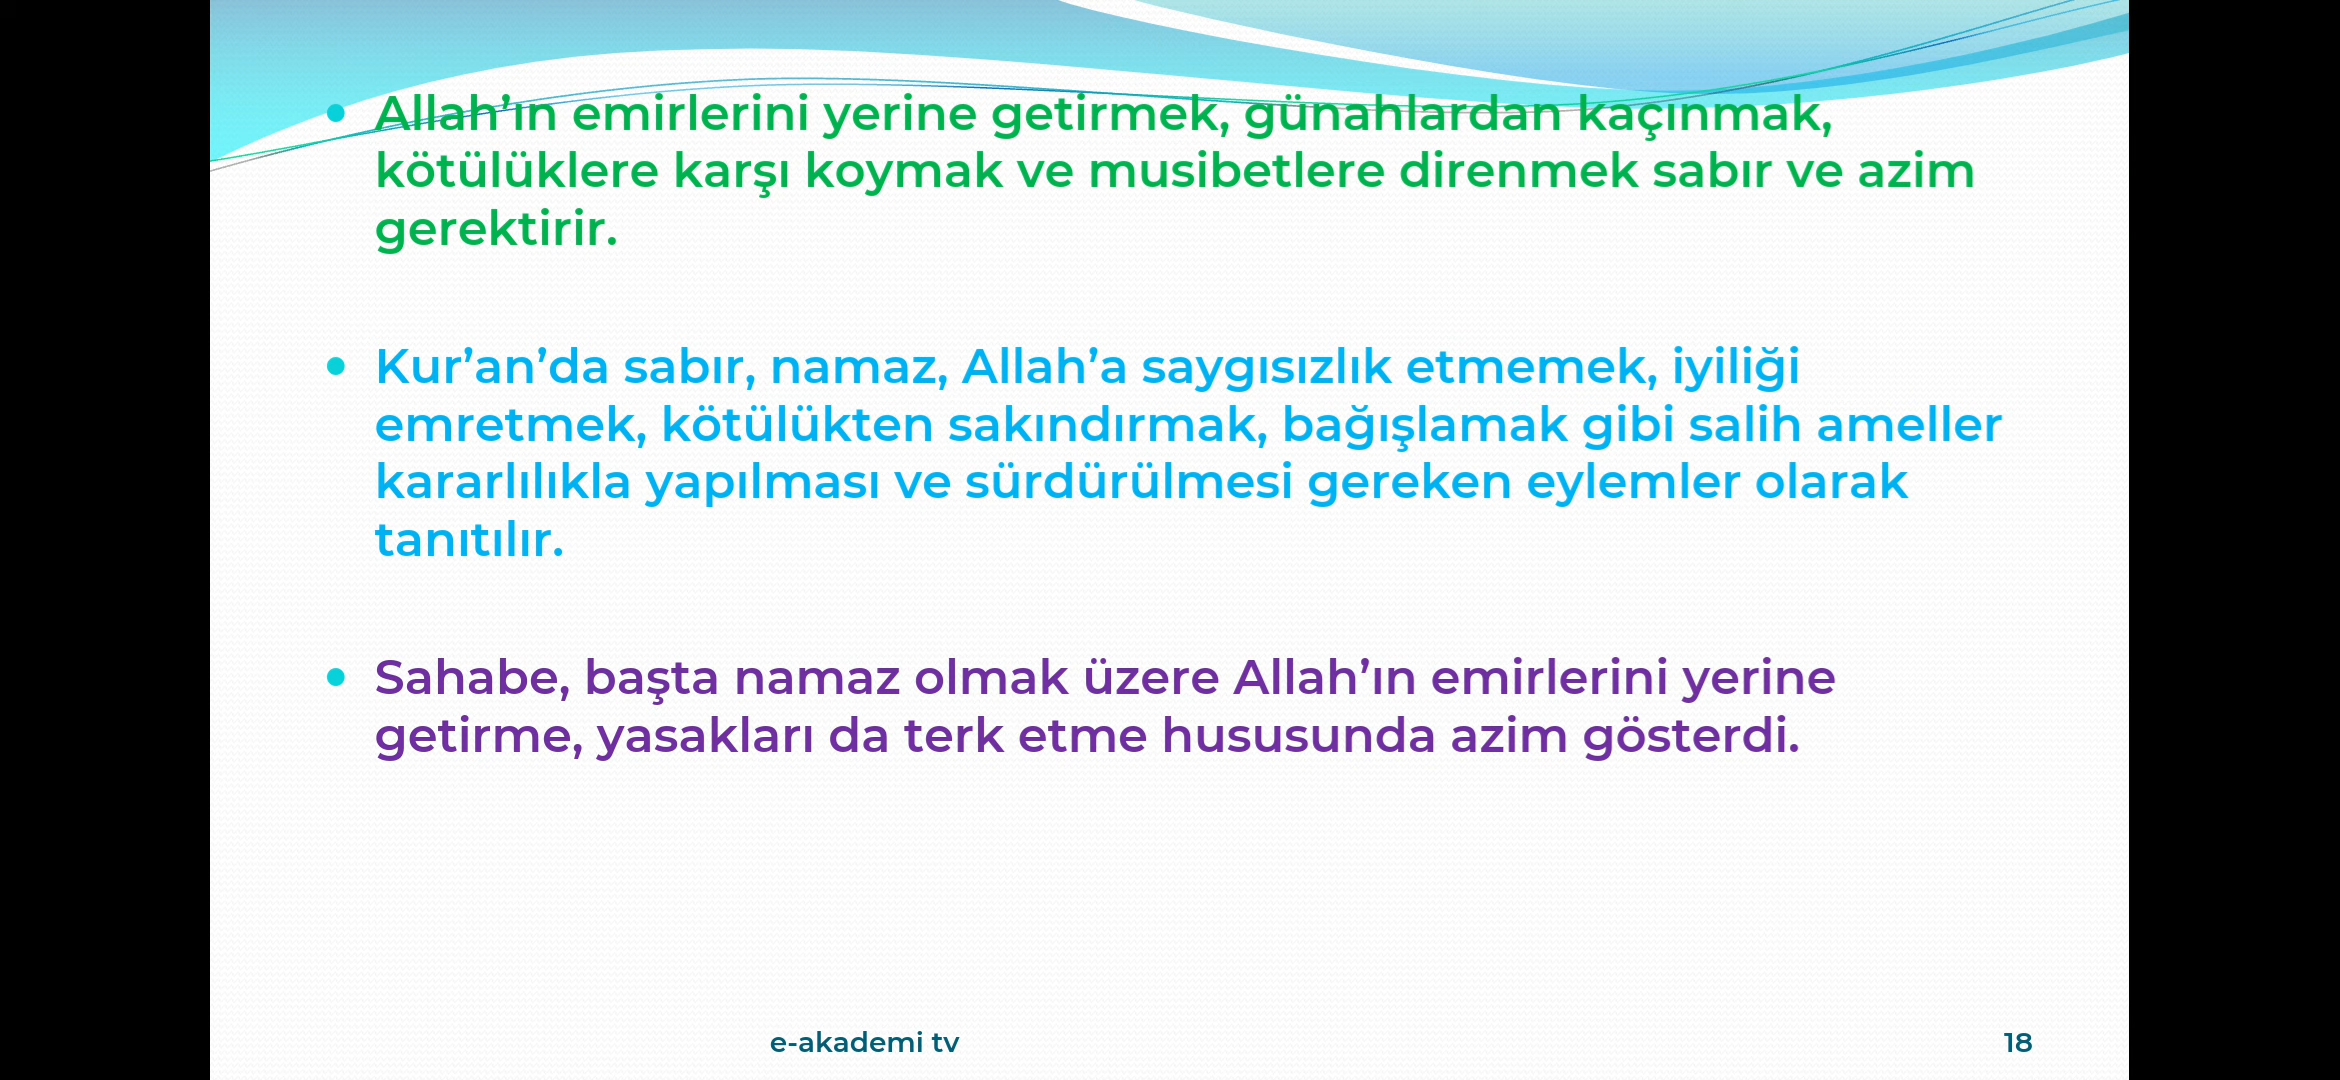 Allah’ın emirlerini yerine getirmek, günahlardan kaçınmak,
kötülüklere karşı koymak ve musibetlere direnmek sabır ve azim
gerektirir.
Kur’an’da sabır, namaz, Allah’a saygısızlık etmemek, iyiliği
emretmek, kötülükten sakındırmak, bağışlamak gibi salih ameller
kararlılıkla yapılması ve sürdürülmesi gereken eylemler olarak
tanıtılır.
Sahabe, başta namaz olmak üzere Allah’ın emirlerini yerine
getirme, yasakları da terk etme hususunda azim gösterdi.
e-akademi tv
18